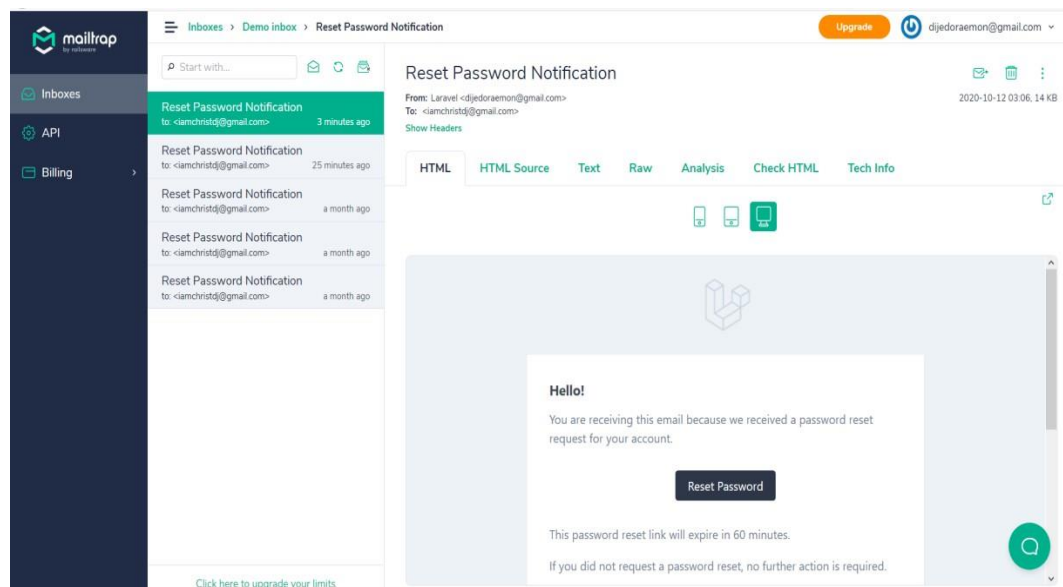 mailtrap
by railsware
Inboxes
API
Billing
Inboxes > Demo inbox > Reset Password Notification
Upgrade
dijedoraemon@gmail.com
Start with...
Reset Password Notification
to: <iamchristdj@gmail.com> 3 minutes ago
Reset Password Notification
to: <iamchristdj@gmail.com> 25 minutes ago
Reset Password Notification
to: <iamchristdj@gmail.com> a month ago
Reset Password Notification
to: <iamchristdj@gmail.com> a month ago
Reset Password Notification
to: <iamchristdj@gmail.com> a month ago
Click here to upgrade your limits
Reset Password Notification
From: Laravel <dijedoraemon@gmail.com>
2020-10-12 03:06, 14 KB
To: <iamchristdj@gmail.com>
Show Headers
HTML HTML Source Text Raw Analysis Check HTML Tech Info
Hello!
You are receiving this email because we received a password reset
request for your account.
Reset Password
This password reset link will expire in 60 minutes.
If you did not request a password reset, no further action is required.